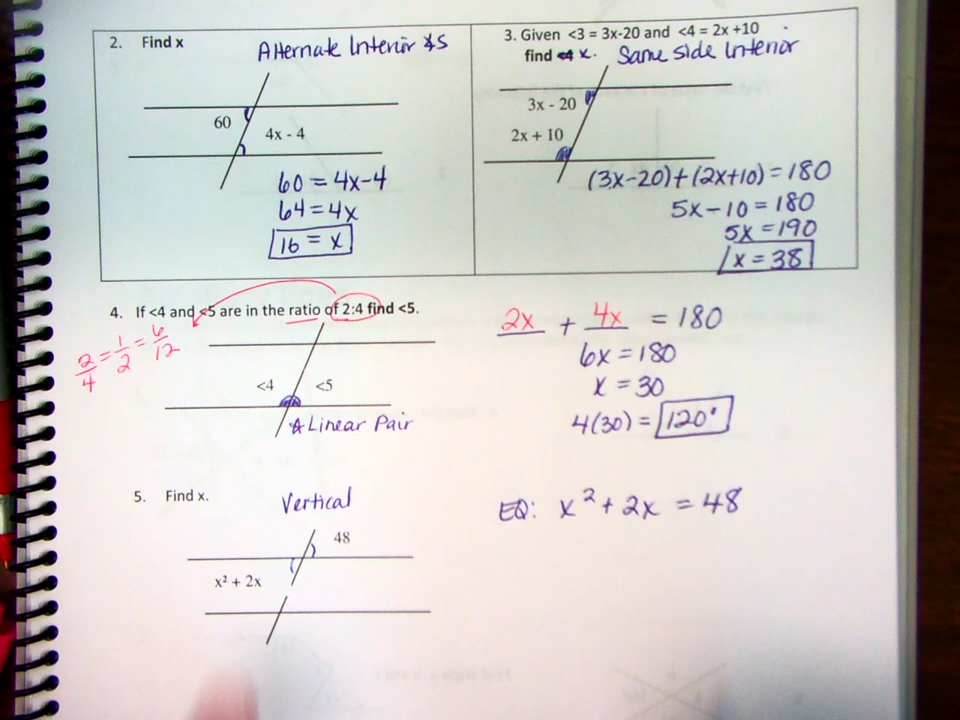 2. Find x
Alternate Interior ∡s
60
4x - 4
60 = 4x-4
64 = 4x
16 = x
3. Given <3 = 3x-20 and <4 = 2x +10
find <4 x.
Same side Interior
3x - 20
2x + 10
(3x-20)+(2x+10) = 180
5x-10 = 180
5x = 190
x = 38
4. If <4 and <5 are in the ratio of 2:4 find <5.
2/4 = 1/2 = 6/12
<4 <5
∡ Linear Pair
2x + 4x = 180
6x = 180
x = 30
4(30) = 120°
5. Find x.
Vertical
48
x² + 2x
EQ: x² + 2x = 48